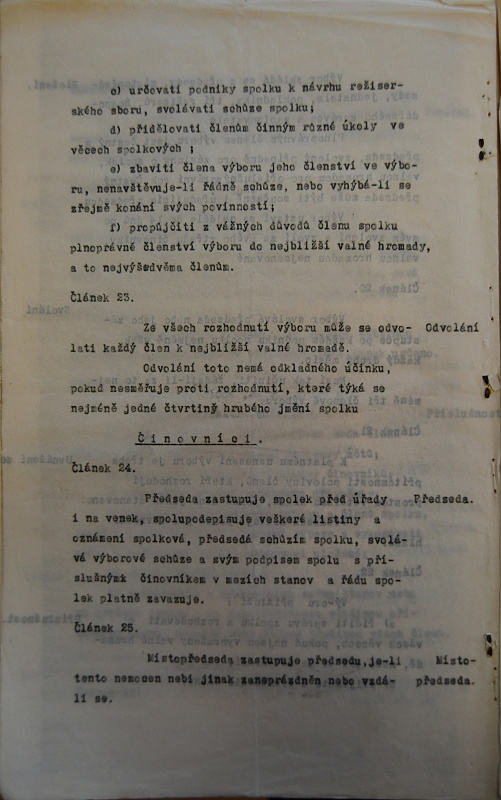 c) určovati podniky spolku k návrhu režiser-
ského sboru, svolávati schůze spolku;
d) přidělovati členům činným různé úkoly ve
věcech spolkových ;
e) zbaviti člena výboru jeho členství ve výbo-
ru, nenavštěvuje-li řádně schůze, nebo vyhýbá-li se
zřejmě konání svých povinností;
f) propůjčiti z vážných důvodů členu spolku
plnoprávné členství výboru do nejbližší valné hromady,
a to nejvýše dvěma členům.
Článek 23.
Ze všech rozhodnutí výboru může se odvo- Odvolání
lati každý člen k nejbližší valné hromadě.
Odvolání toto nemá odkladného účinku,
pokud nesměřuje proti rozhodnutí, které týká se
nejméně jedné čtvrtiny hrubého jmění spolku
Činovníci.
Článek 24.
Předseda zastupuje spolek před úřady Předseda.
i na venek, spolupodepisuje veškeré listiny a
oznámení spolková, předsedá schůzím spolku, svolá-
vá výborové schůze a svým podpisem spolu s pří-
slušnýmk činovníkem v mezích stanov a řádu spo-
lek platně zavazuje.
Článek 25.
Místopředseda zastupuje předsedu,je-li Místo-
tento nemocen nebi jinak zaneprázdněn nebo vzdá- předseda.
li se.